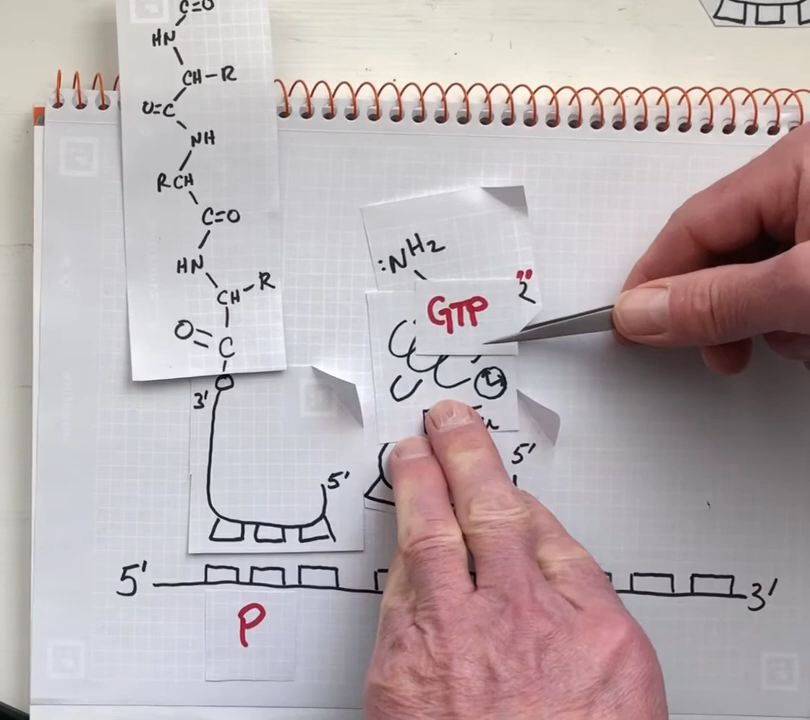 C=O
HN
CH-R
O=C
NH
RCH
C=O
HN
CH-R
O=C
3'
5'
:NH2
GTP
5'
5'
3'
P